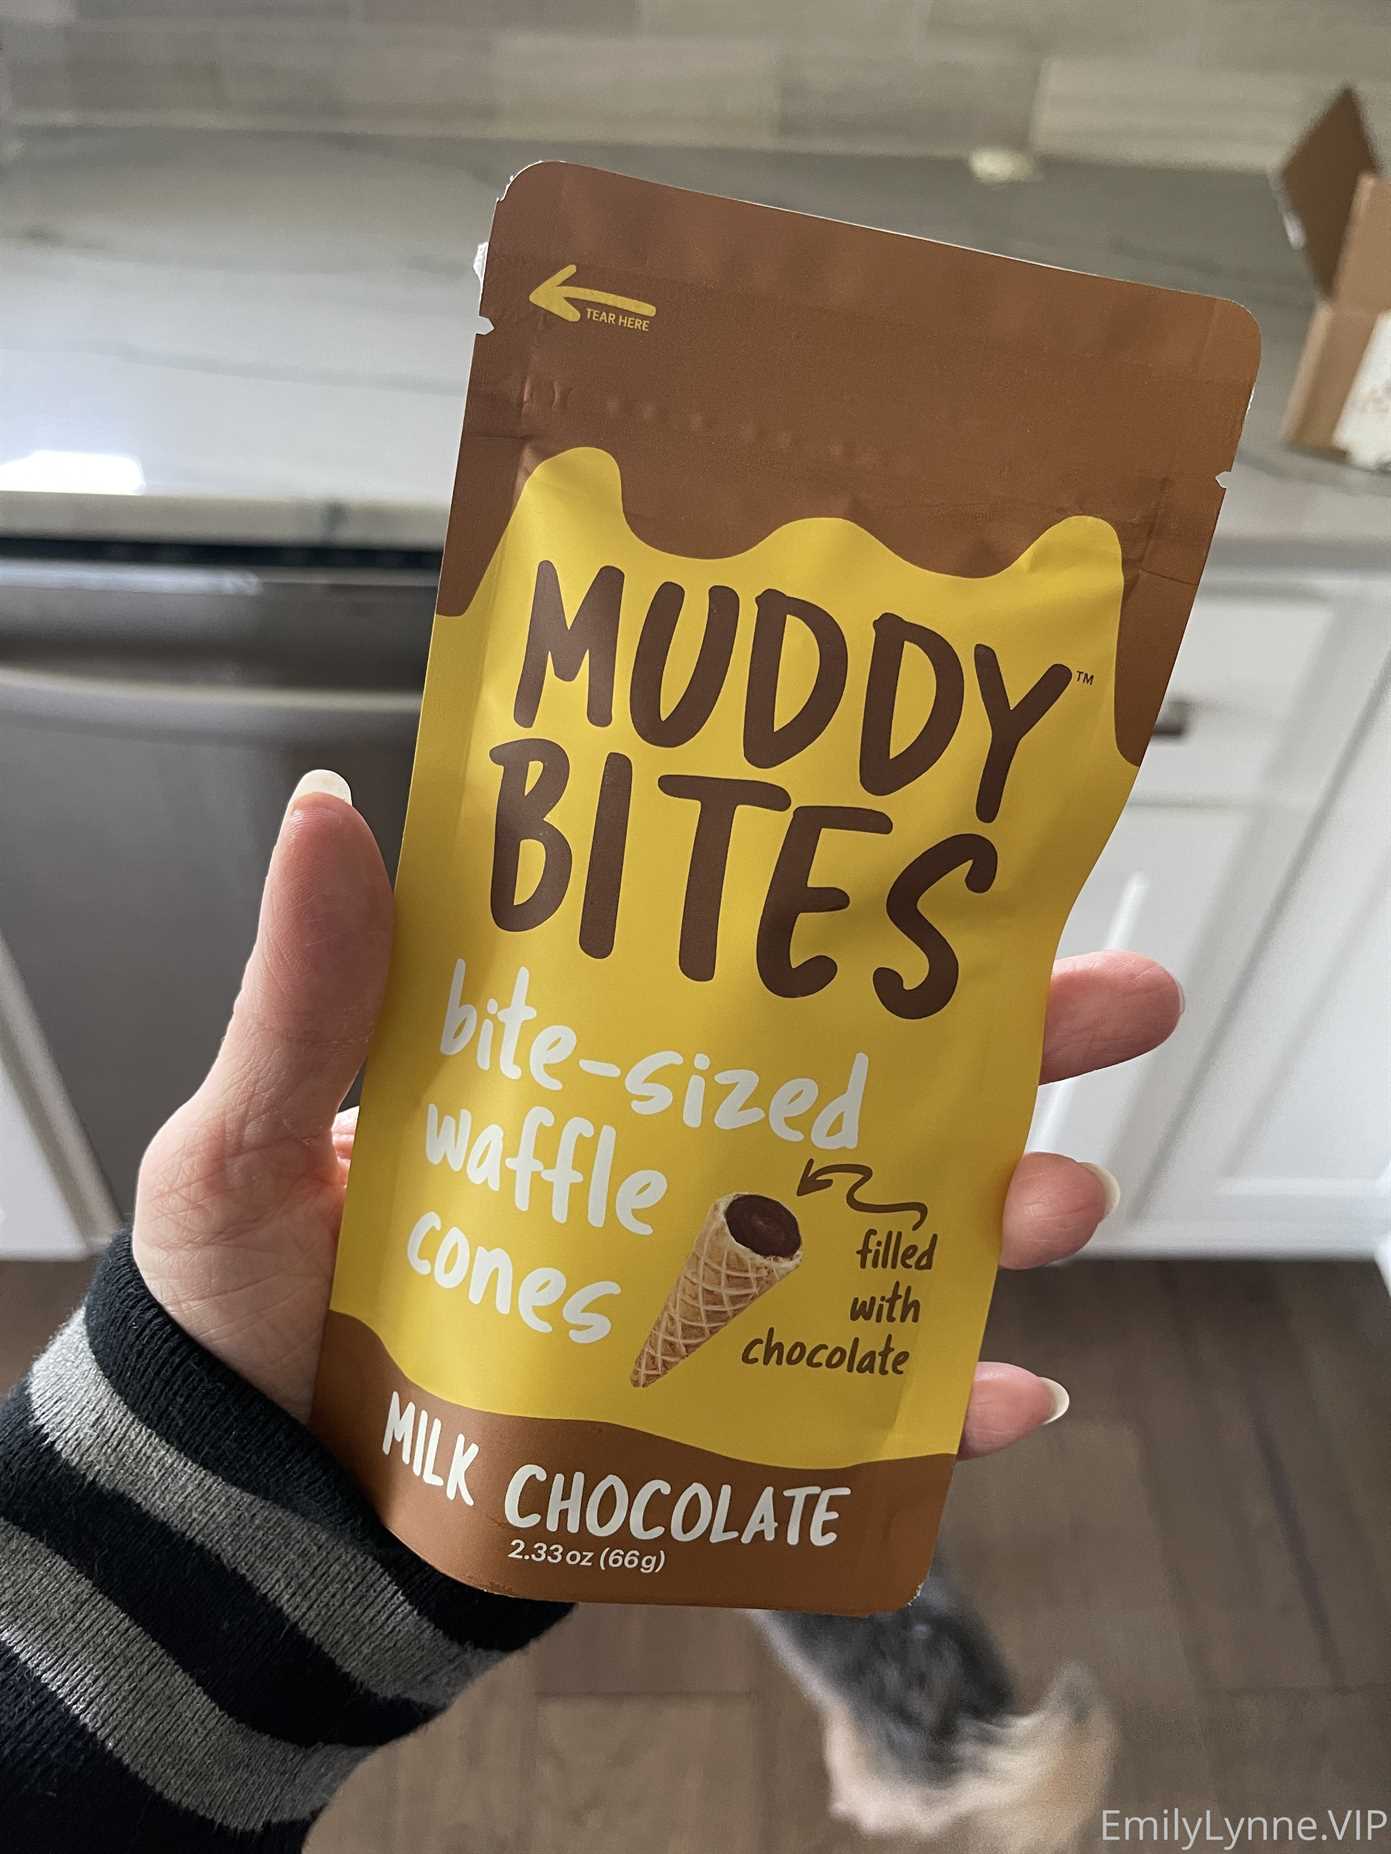 TEAR HERE
MUDDY™
BITES
bite-sized
waffle
cones
filled
with
chocolate
MILK CHOCOLATE
2.33 oz (66g)
EmilyLynne.VIP